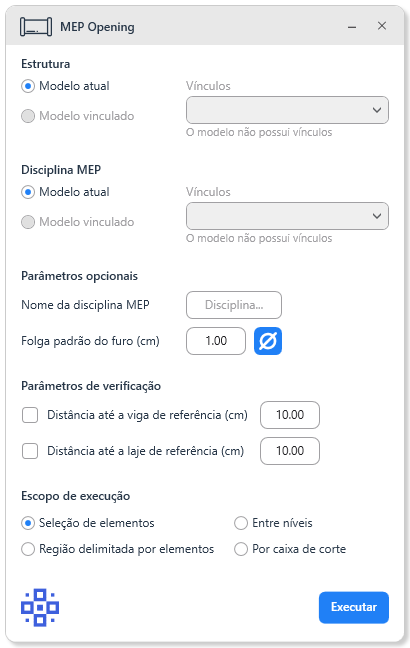 MEP Opening
Estrutura
Modelo atual
Vínculos
Modelo vinculado
O modelo não possui vínculos
Disciplina MEP
Modelo atual
Vínculos
Modelo vinculado
O modelo não possui vínculos
Parâmetros opcionais
Nome da disciplina MEP Disciplina...
Folga padrão do furo (cm) 1.00
Parâmetros de verificação
Distância até a viga de referência (cm) 10.00
Distância até a laje de referência (cm) 10.00
Escopo de execução
Seleção de elementos Entre níveis
Região delimitada por elementos Por caixa de corte
Executar